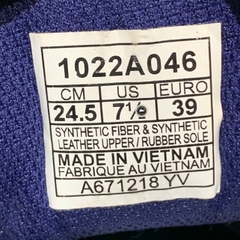 1022A046
CM US EURO
24.5 7½ 39
SYNTHETIC FIBER & SYNTHETIC
LEATHER UPPER / RUBBER SOLE
MADE IN VIETNAM
FABRIQUE AU VIETNAM
A671218 YV